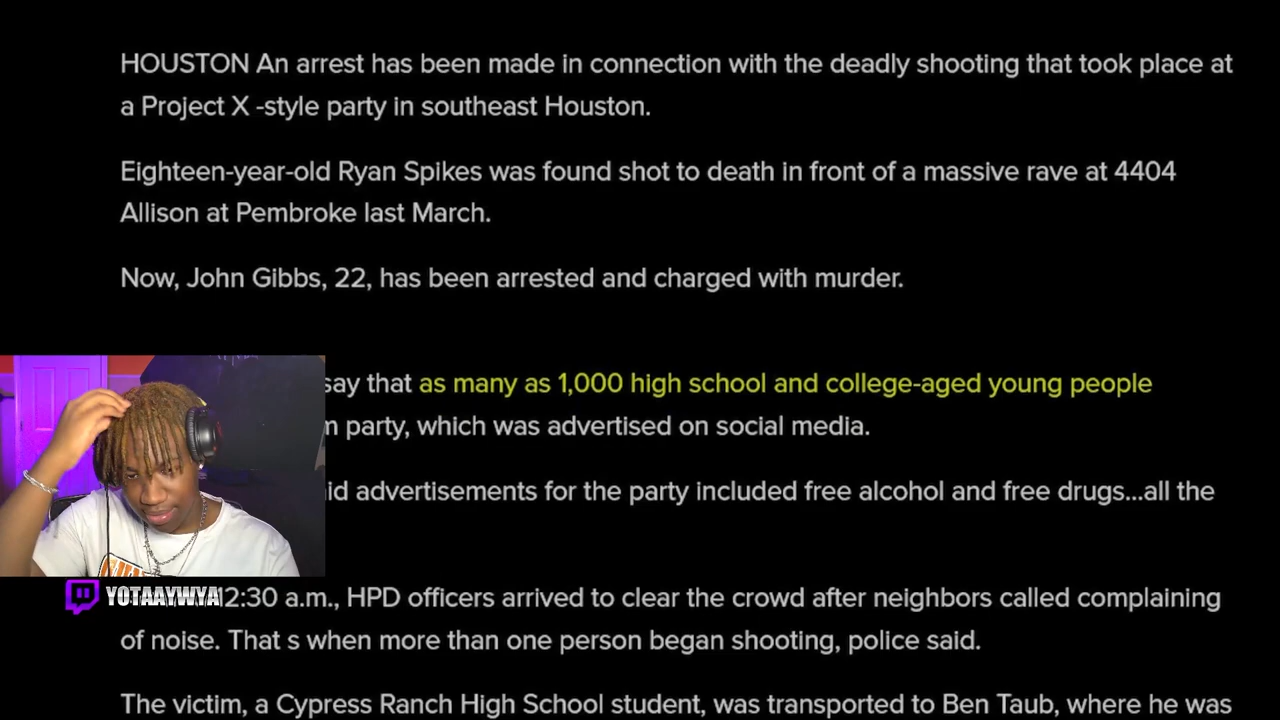 HOUSTON An arrest has been made in connection with the deadly shooting that took place at
a Project X -style party in southeast Houston.
Eighteen-year-old Ryan Spikes was found shot to death in front of a massive rave at 4404
Allison at Pembroke last March.
Now, John Gibbs, 22, has been arrested and charged with murder.
say that as many as 1,000 high school and college-aged young people
party, which was advertised on social media.
advertisements for the party included free alcohol and free drugs...all the
YOTAAYWYA
12:30 a.m., HPD officers arrived to clear the crowd after neighbors called complaining
of noise. That s when more than one person began shooting, police said.
The victim, a Cypress Ranch High School student, was transported to Ben Taub, where he was